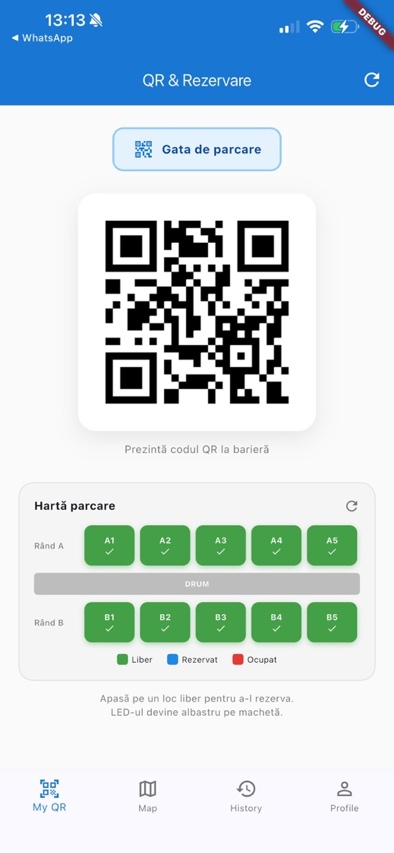 13:13
DEBUG
◀ WhatsApp
QR & Rezervare
Gata de parcare
Prezintă codul QR la barieră
Hartă parcare
Rând A
A1 A2 A3 A4 A5
DRUM
Rând B
B1 B2 B3 B4 B5
Liber Rezervat Ocupat
Apasă pe un loc liber pentru a-l rezerva.
LED-ul devine albastru pe machetă.
My QR Map History Profile